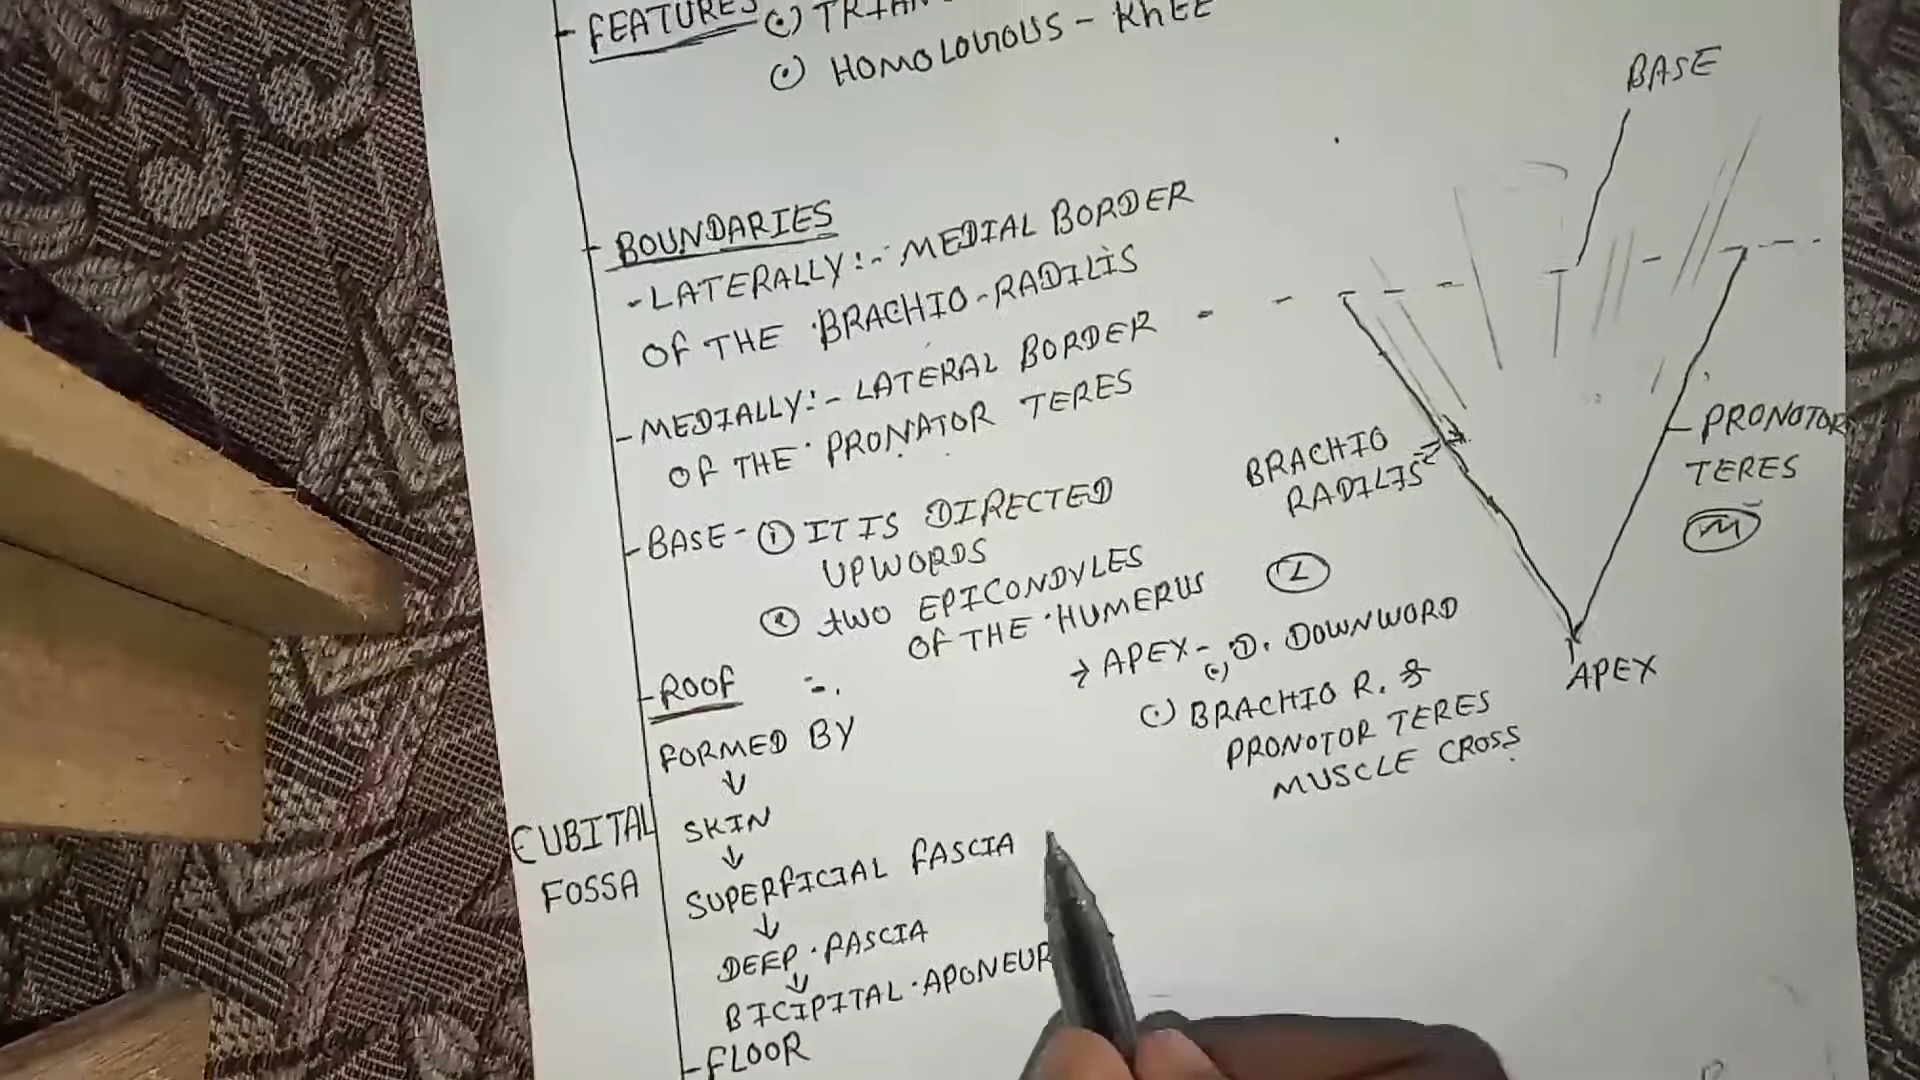 FEATURES (•) TRIAN
(•) HOMOLOGOUS - KNEE
BASE
BOUNDARIES
- LATERALLY :- MEDIAL BORDER
OF THE BRACHIO-RADILIS
- MEDIALLY :- LATERAL BORDER
OF THE PRONATOR TERES
BRACHIO
RADILIS
PRONOTOR
TERES
M
L
APEX
- BASE - ① IT IS DIRECTED
UPWORDS
② TWO EPICONDYLES
OF THE HUMERUS
→ APEX - (•) D. DOWNWORD
(•) BRACHIO R. &
PRONOTOR TERES
MUSCLE CROSS
- ROOF :-
FORMED BY
↓
SKIN
↓
SUPERFICIAL FASCIA
↓
DEEP FASCIA
↓
BICIPITAL APONEUR
- FLOOR
CUBITAL
FOSSA